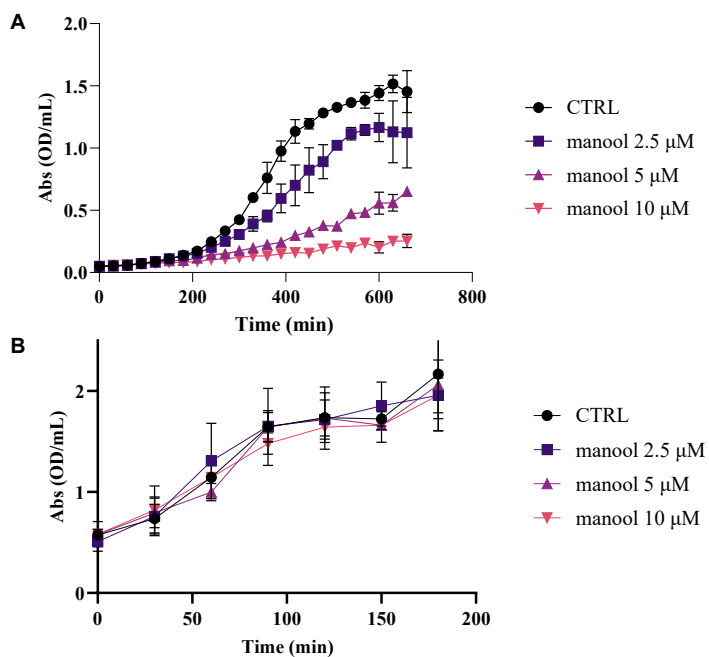 A
Abs (OD/mL)
2.0
1.5
1.0
0.5
0.0
0
200
400
600
800
Time (min)
CTRL
manool 2.5 μM
manool 5 μM
manool 10 μM
B
Abs (OD/mL)
2
1
0
0
50
100
150
200
Time (min)
CTRL
manool 2.5 μM
manool 5 μM
manool 10 μM